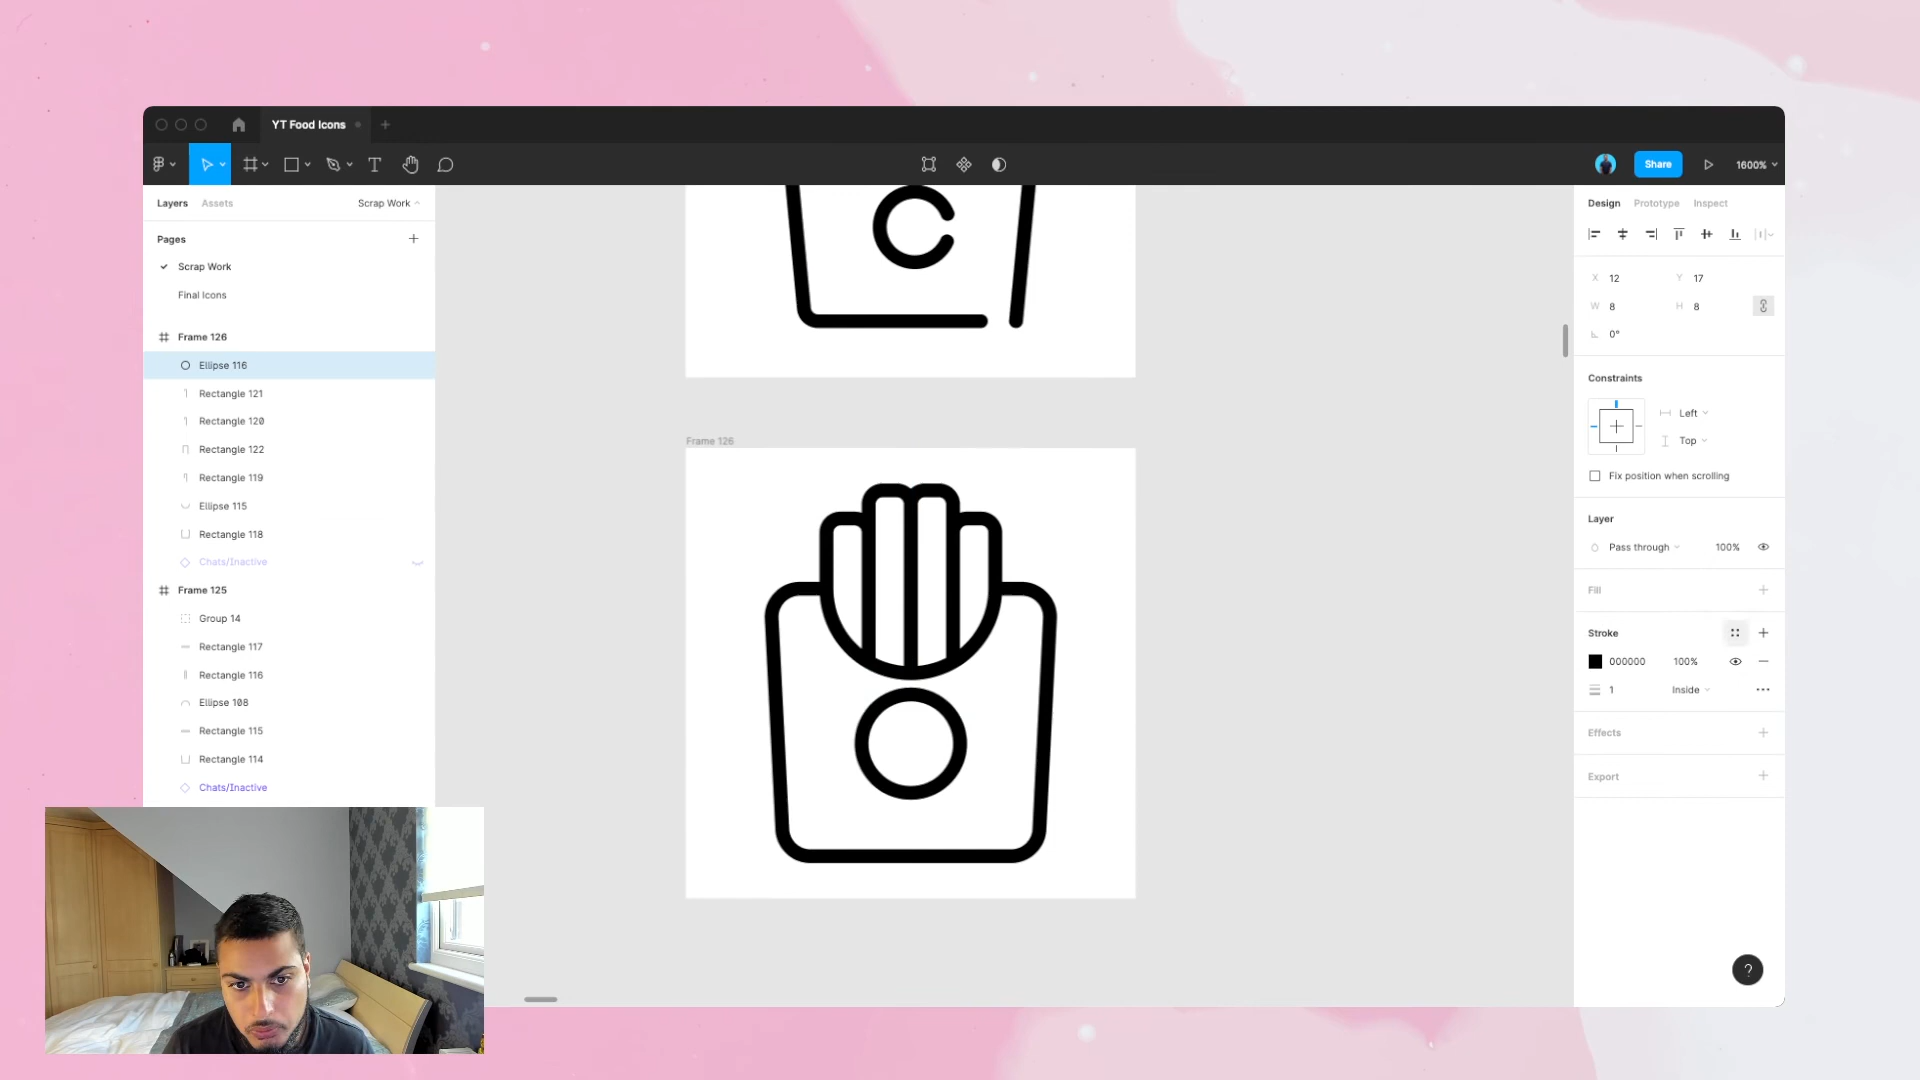 YT Food Icons
Share
1600%
Layers
Assets
Scrap Work
Pages
Scrap Work
Final Icons
Frame 126
Ellipse 116
Rectangle 121
Rectangle 120
Rectangle 122
Rectangle 119
Ellipse 115
Rectangle 118
Chats/Inactive
Frame 125
Group 14
Rectangle 117
Rectangle 116
Ellipse 108
Rectangle 115
Rectangle 114
Chats/Inactive
Frame 126
Design
Prototype
Inspect
X 12
Y 17
W 8
H 8
0°
Constraints
Left
Top
Fix position when scrolling
Layer
Pass through
100%
Fill
Stroke
000000
100%
1
Inside
Effects
Export
?